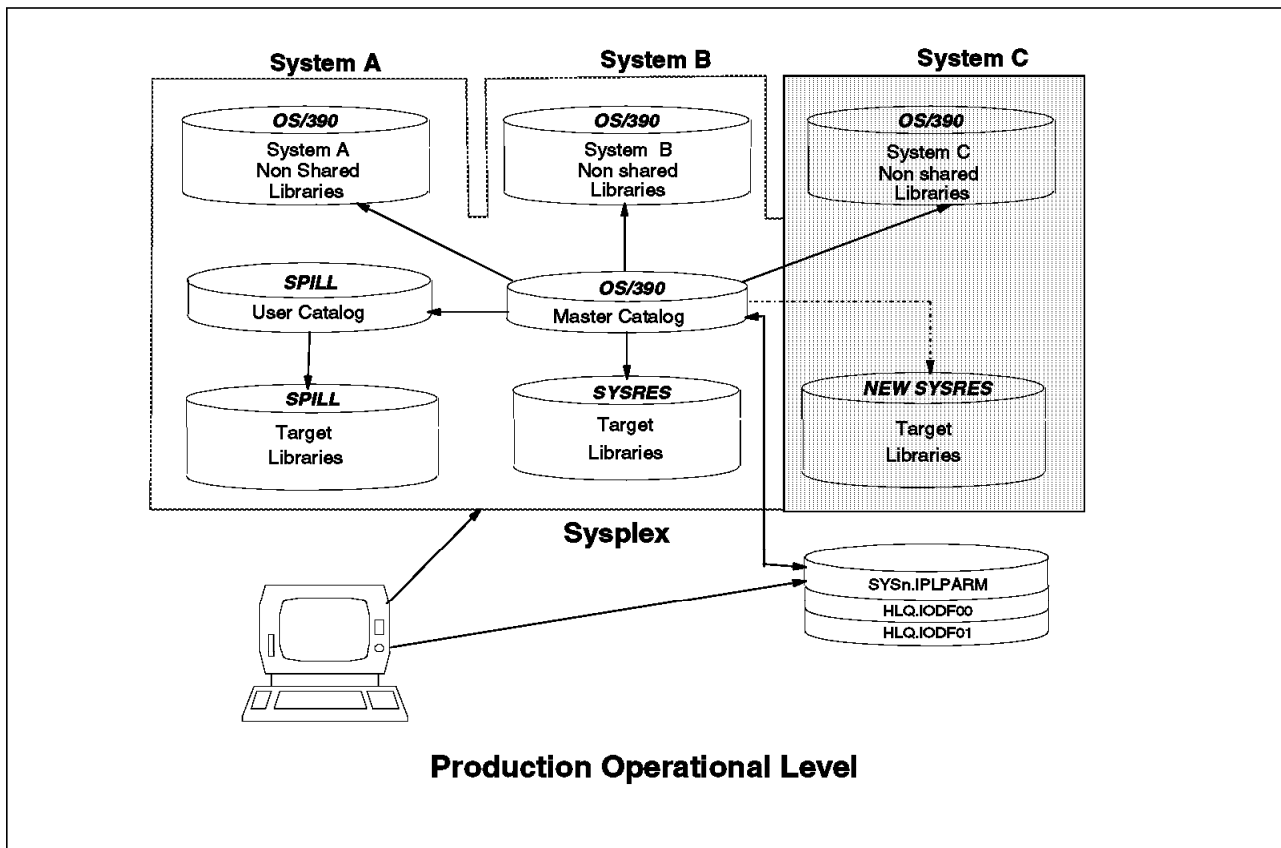 System A
System B
System C
OS/390
System A
Non Shared
Libraries
OS/390
System B
Non shared
Libraries
OS/390
System C
Non shared
Libraries
SPILL
User Catalog
OS/390
Master Catalog
SPILL
Target
Libraries
SYSRES
Target
Libraries
NEW SYSRES
Target
Libraries
Sysplex
SYSn.IPLPARM
HLQ.IODF00
HLQ.IODF01
Production Operational Level